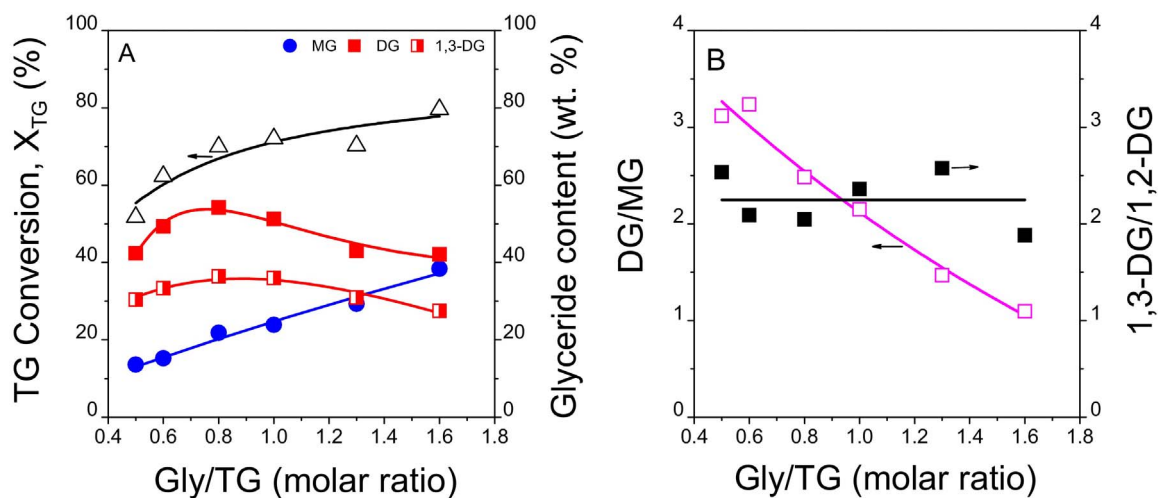 A
MG DG 1,3-DG
TG Conversion, XTG (%)
100
80
60
40
20
0
0.4 0.6 0.8 1.0 1.2 1.4 1.6 1.8
Gly/TG (molar ratio)
100
80
60
40
20
0
Glyceride content (wt. %)
B
DG/MG
4
3
2
1
0
0.4 0.6 0.8 1.0 1.2 1.4 1.6 1.8
Gly/TG (molar ratio)
4
3
2
1
0
1,3-DG/1,2-DG